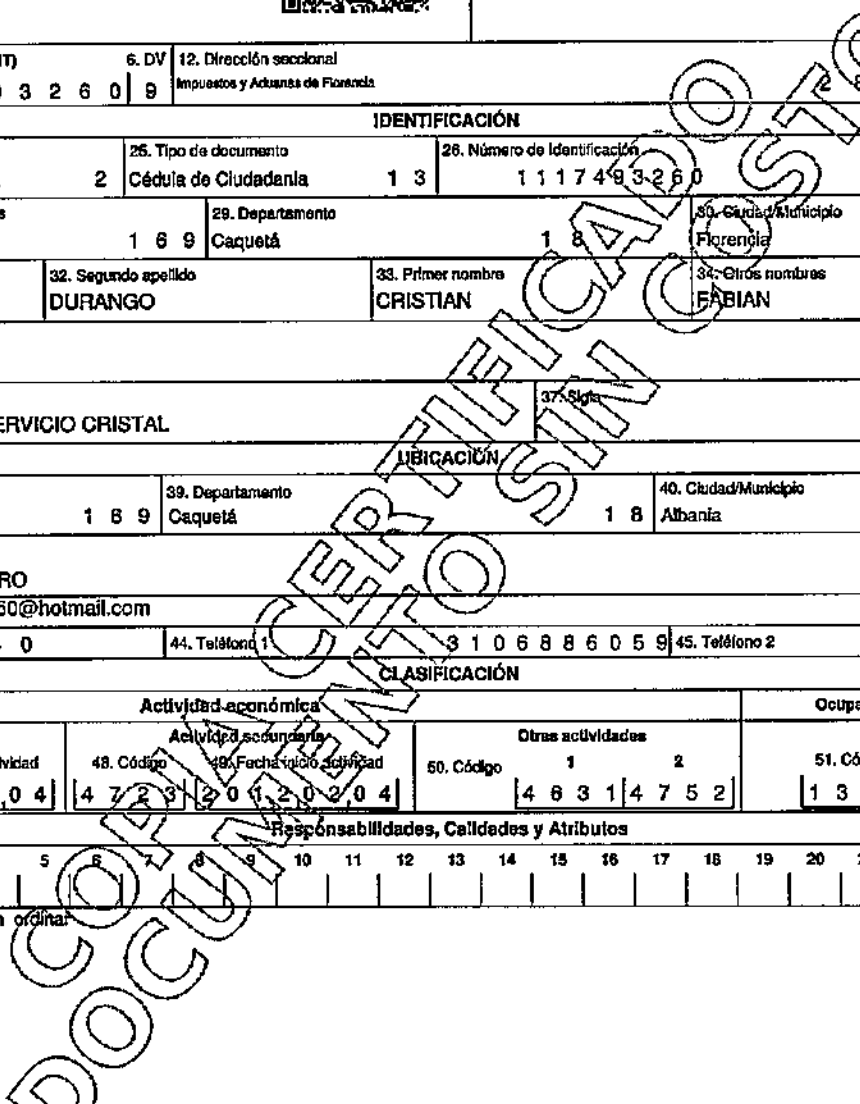 6. DV 12. Dirección seccional
3 2 6 0 9 Impuestos y Aduanas de Florencia 2 8
IDENTIFICACIÓN
25. Tipo de documento 26. Número de Identificación
2 Cédula de Ciudadanía 1 3 1 1 1 7 4 9 3 2 6 0
29. Departamento 30. Ciudad/Municipio
1 6 9 Caquetá 1 8 Florencia
32. Segundo apellido 33. Primer nombre 34. Otros nombres
DURANGO CRISTIAN FABIAN
37. Sigla
ERVICIO CRISTAL
UBICACIÓN
39. Departamento 40. Ciudad/Municipio
1 6 9 Caquetá 1 8 Albania
RO
60@hotmail.com
0 44. Teléfono 1 3 1 0 6 8 8 6 0 5 9 45. Teléfono 2
CLASIFICACIÓN
Actividad económica Ocupa
Actividad secundaria Otras actividades
vidad 48. Código 49. Fecha inicio actividad 50. Código 1 2 51. Có
0 4 4 7 2 3 2 0 1 2 0 2 0 4 4 6 3 1 4 7 5 2 1 3
Responsabilidades, Calidades y Atributos
5 6 7 8 9 10 11 12 13 14 15 16 17 18 19 20
n ordinar
COPIA CERTIFICADO
DOCUMENTO SIN COSTO